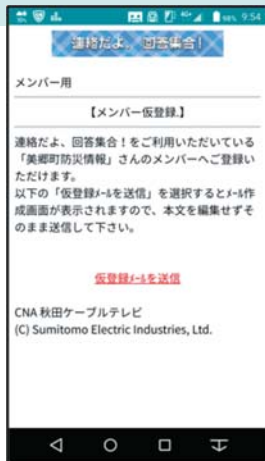 98% 9:54
連絡だよ、回答集合!
メンバー用
【メンバー仮登録.】
連絡だよ、回答集合!をご利用いただいている
「美郷町防災情報」さんのメンバーへご登録い
ただけます。
以下の「仮登録ﾒｰﾙを送信」を選択するとﾒｰﾙ作
成画面が表示されますので、本文を編集せずそ
のまま送信して下さい。
仮登録ﾒｰﾙを送信
CNA 秋田ケーブルテレビ
(C) Sumitomo Electric Industries, Ltd.